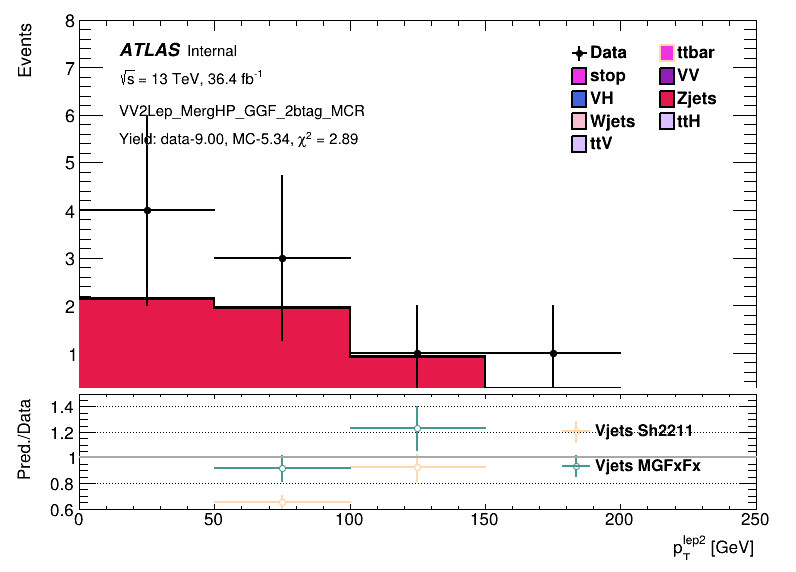 Events
8
7
6
5
4
3
2
1
ATLAS Internal
√s = 13 TeV, 36.4 fb⁻¹
VV2Lep_MergHP_GGF_2btag_MCR
Yield: data-9.00, MC-5.34, χ² = 2.89
Data
ttbar
stop
VV
VH
Zjets
Wjets
ttH
ttV
Pred./Data
1.4
1.2
1
0.8
0.6
Vjets Sh2211
Vjets MGFxFx
0 50 100 150 200 250
p_T^lep2 [GeV]